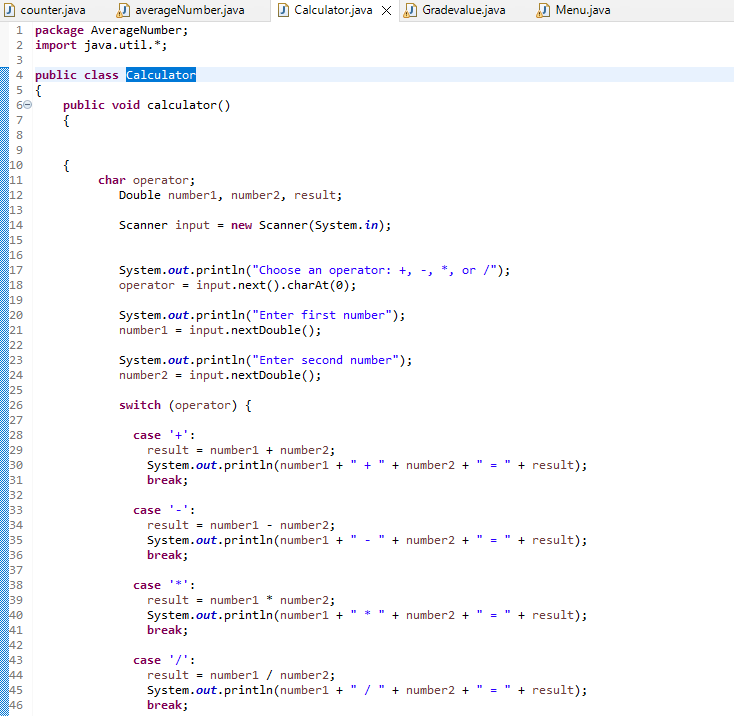 counter.java averageNumber.java Calculator.java Gradevalue.java Menu.java
1 package AverageNumber;
2 import java.util.*;
3
4 public class Calculator
5 {
6 public void calculator()
7 {
8
9
10 {
11 char operator;
12 Double number1, number2, result;
13
14 Scanner input = new Scanner(System.in);
15
16
17 System.out.println("Choose an operator: +, -, *, or /");
18 operator = input.next().charAt(0);
19
20 System.out.println("Enter first number");
21 number1 = input.nextDouble();
22
23 System.out.println("Enter second number");
24 number2 = input.nextDouble();
25
26 switch (operator) {
27
28 case '+':
29 result = number1 + number2;
30 System.out.println(number1 + " + " + number2 + " = " + result);
31 break;
32
33 case '-':
34 result = number1 - number2;
35 System.out.println(number1 + " - " + number2 + " = " + result);
36 break;
37
38 case '*':
39 result = number1 * number2;
40 System.out.println(number1 + " * " + number2 + " = " + result);
41 break;
42
43 case '/':
44 result = number1 / number2;
45 System.out.println(number1 + " / " + number2 + " = " + result);
46 break;